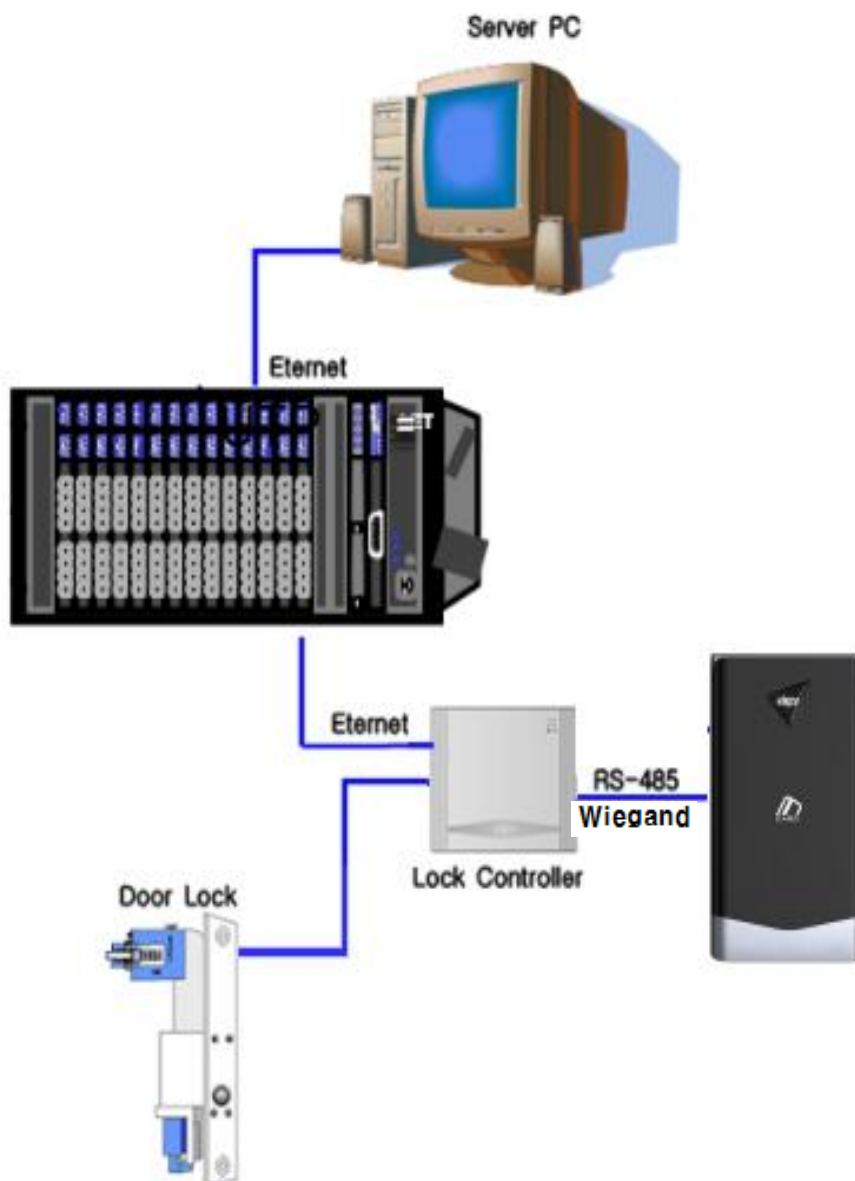 Server PC
Eternet
Eternet
RS-485
Wiegand
Lock Controller
Door Lock